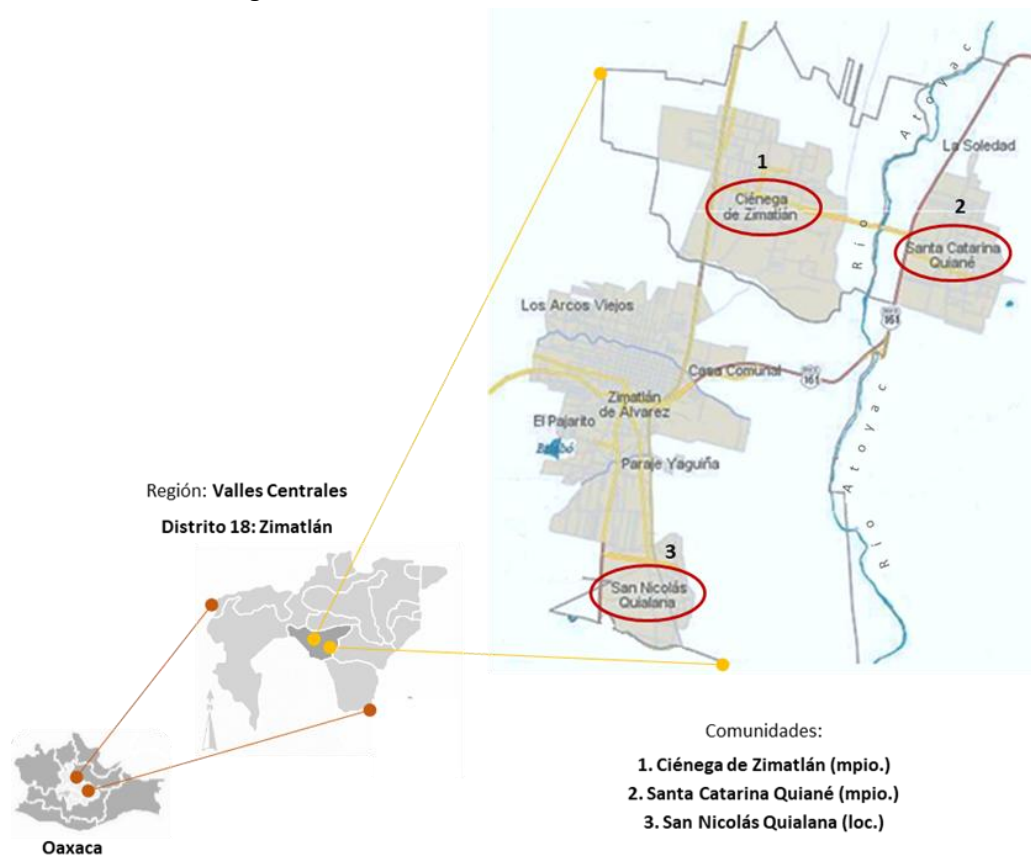 Río Atoyac
La Soledad
1
2
Ciénega
de Zimatlán
Santa Catarina
Quiané
161
Los Arcos Viejos
Casa Comunal
161
Zimatlán
de Alvarez
El Pajarito
Paraje Yaguiña
Río Atoyac
3
San Nicolás
Quialana
Región: Valles Centrales
Distrito 18: Zimatlán
Oaxaca
Comunidades:
1. Ciénega de Zimatlán (mpio.)
2. Santa Catarina Quiané (mpio.)
3. San Nicolás Quialana (loc.)